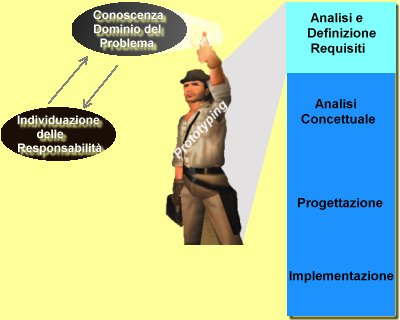 Conoscenza
Dominio del
Problema
Individuazione
delle
Responsabilità
Prototyping
Analisi e
Definizione
Requisiti
Analisi
Concettuale
Progettazione
Implementazione